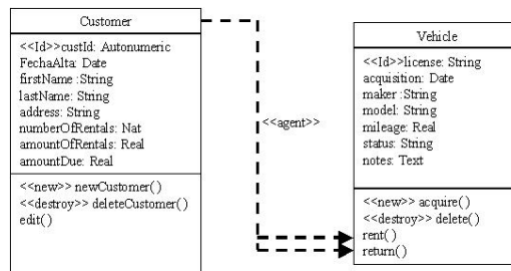 Customer
<<Id>>custId: Autonumeric
FechaAlta: Date
firstName :String
lastName: String
address: String
numberOfRentals: Nat
amountOfRentals: Real
amountDue: Real
<<new>> newCustomer()
<<destroy>> deleteCustomer()
edit()
<<agent>>
Vehicle
<<Id>>license: String
acquisition: Date
maker :String
model: String
mileage: Real
status: String
notes: Text
<<new>> acquire()
<<destroy>> delete()
rent()
return()